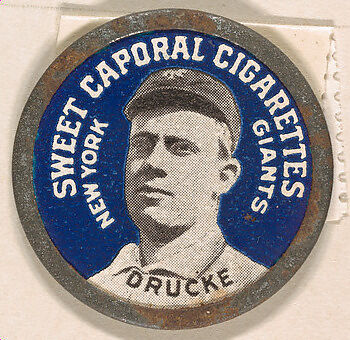 SWEET CAPORAL CIGARETTES
NEW YORK
GIANTS
DRUCKE